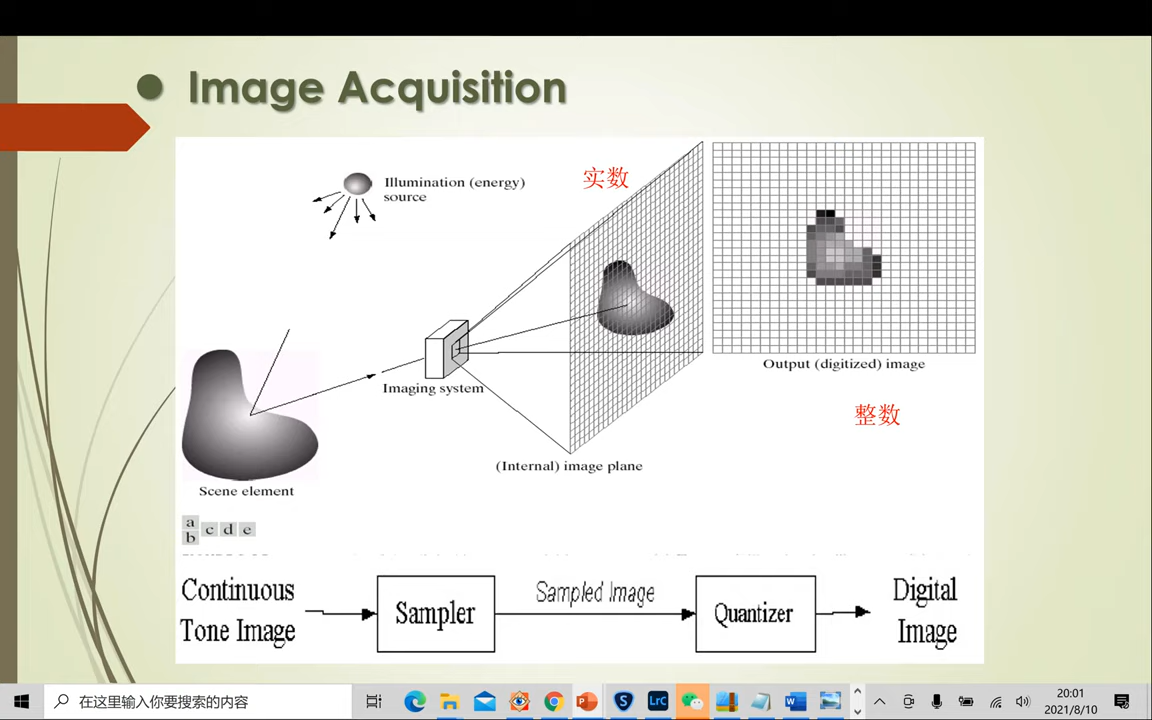 Image Acquisition
Illumination (energy)
source
实数
Imaging system
Output (digitized) image
整数
(Internal) image plane
Scene element
a
b
c d e
Continuous
Tone Image
Sampler
Sampled Image
Quantizer
Digital
Image
在这里输入你要搜索的内容
LrC
20:01
2021/8/10